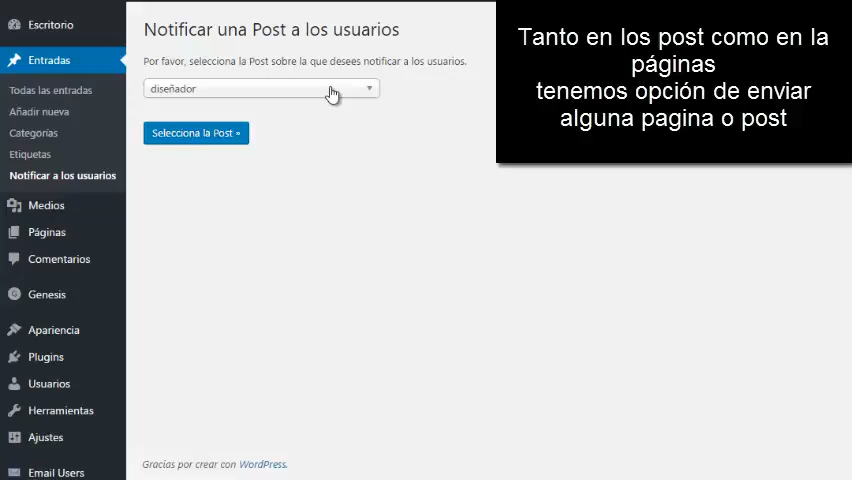 Escritorio
Entradas
Todas las entradas
Añadir nueva
Categorías
Etiquetas
Notificar a los usuarios
Medios
Páginas
Comentarios
Genesis
Apariencia
Plugins
Usuarios
Herramientas
Ajustes
Email Users
Notificar una Post a los usuarios
Por favor, selecciona la Post sobre la que desees notificar a los usuarios.
diseñador
Selecciona la Post »
Gracias por crear con WordPress.
Tanto en los post como en la
páginas
tenemos opción de enviar
alguna pagina o post